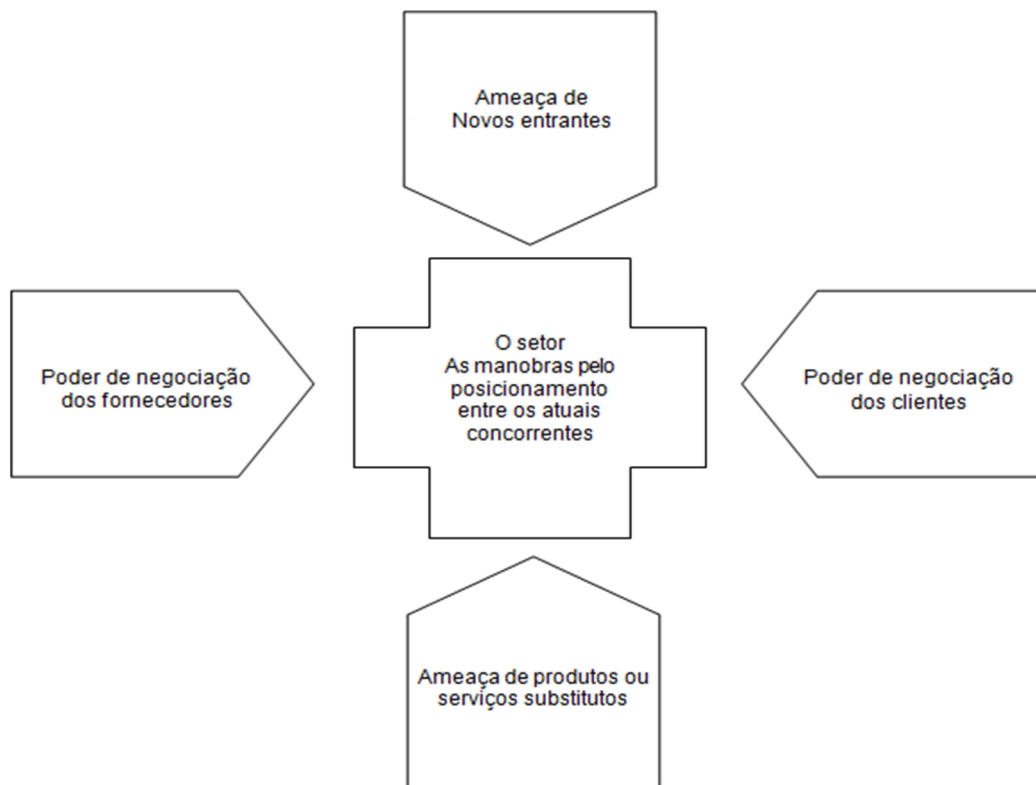 Ameaça de
Novos entrantes
O setor
As manobras pelo
posicionamento
entre os atuais
concorrentes
Poder de negociação
dos fornecedores
Poder de negociação
dos clientes
Ameaça de produtos ou
serviços substitutos